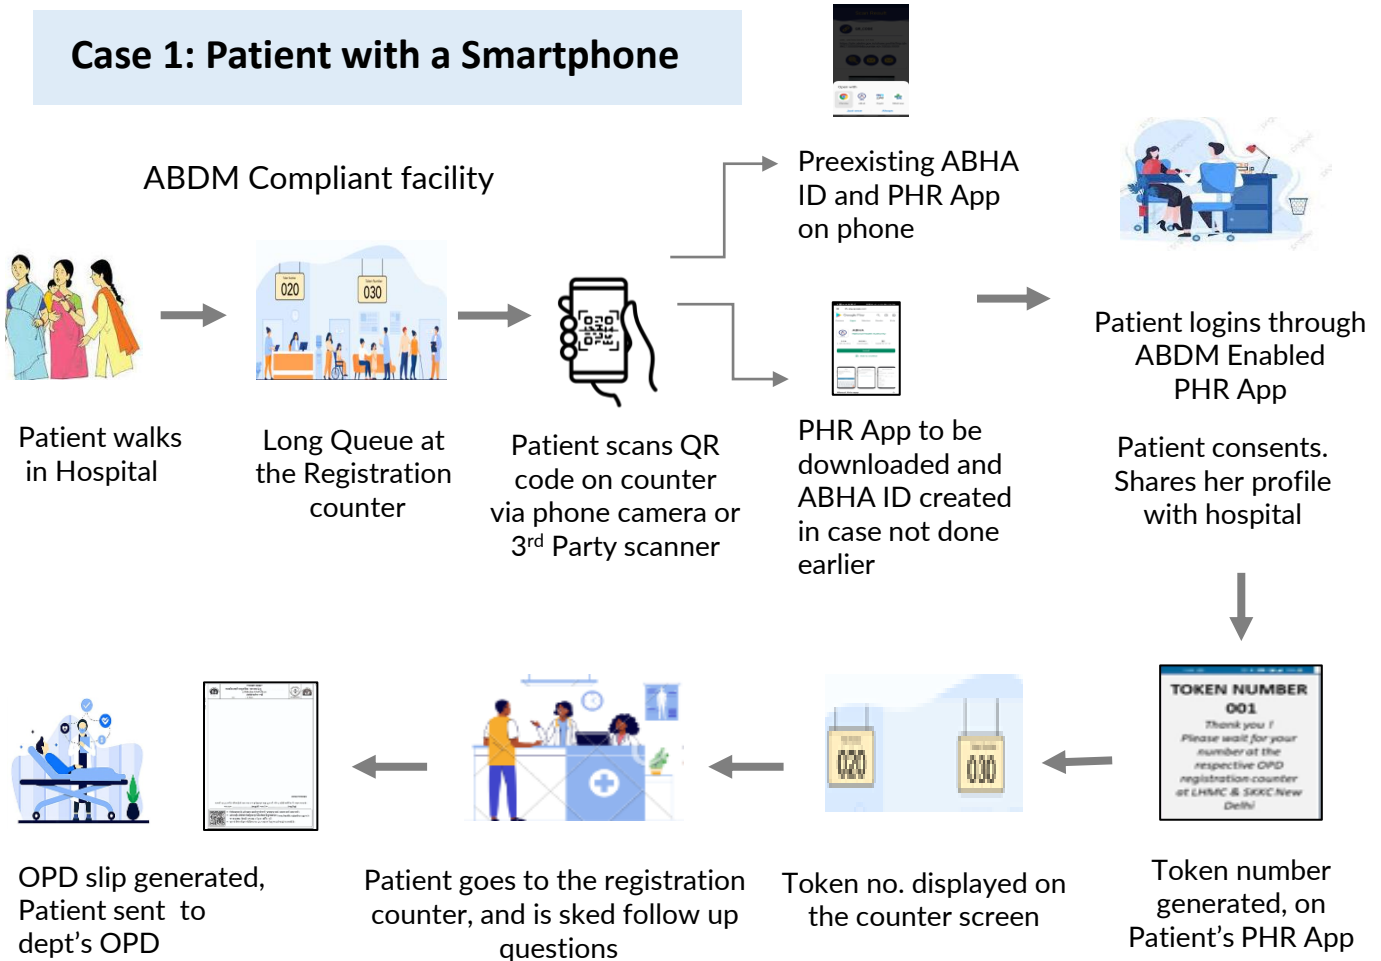 Case 1: Patient with a Smartphone
ABDM Compliant facility
Patient walks
in Hospital
020
030
Long Queue at
the Registration
counter
Patient scans QR
code on counter
via phone camera or
3rd Party scanner
Preexisting ABHA
ID and PHR App
on phone
PHR App to be
downloaded and
ABHA ID created
in case not done
earlier
Patient logins through
ABDM Enabled
PHR App
Patient consents.
Shares her profile
with hospital
TOKEN NUMBER
001
Thank you !
Please wait for your
number at the
respective OPD
registration counter
at LHMC & SKKC New
Delhi
Token number
generated, on
Patient’s PHR App
020
030
Token no. displayed on
the counter screen
Patient goes to the registration
counter, and is sked follow up
questions
OPD slip generated,
Patient sent to
dept’s OPD